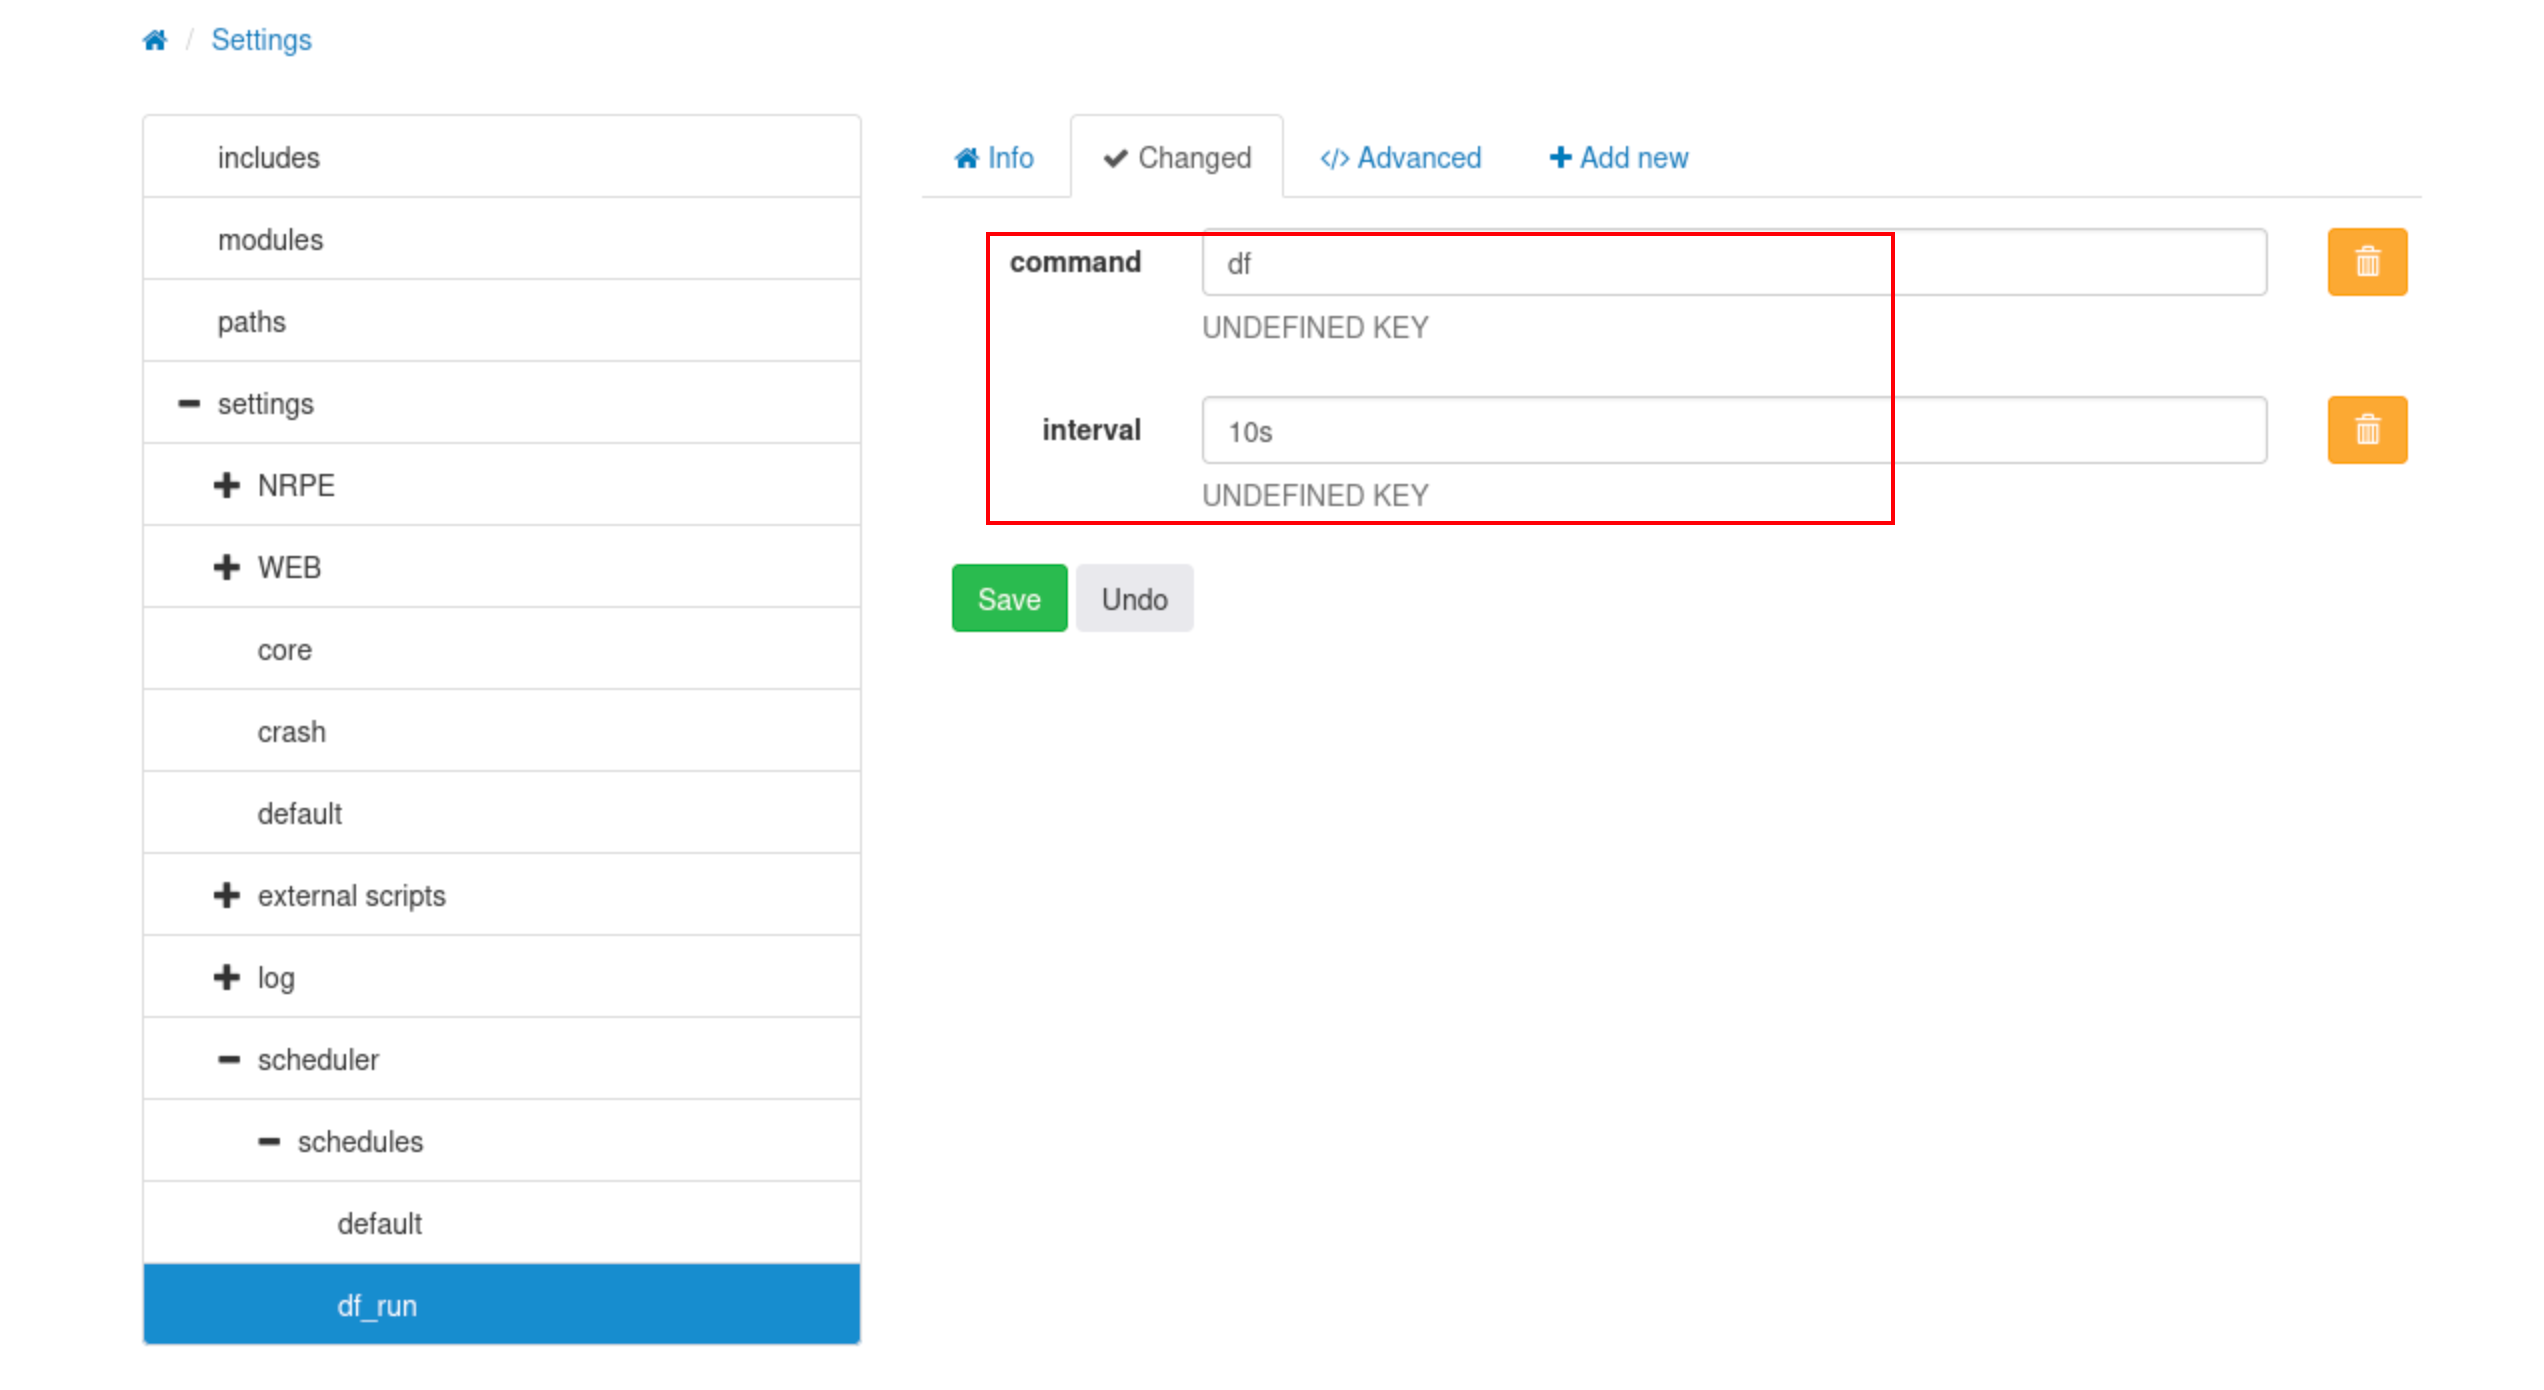 / Settings
includes
modules
paths
settings
NRPE
WEB
core
crash
default
external scripts
log
scheduler
schedules
default
df_run
Info Changed </> Advanced Add new
command df
UNDEFINED KEY
interval 10s
UNDEFINED KEY
Save Undo